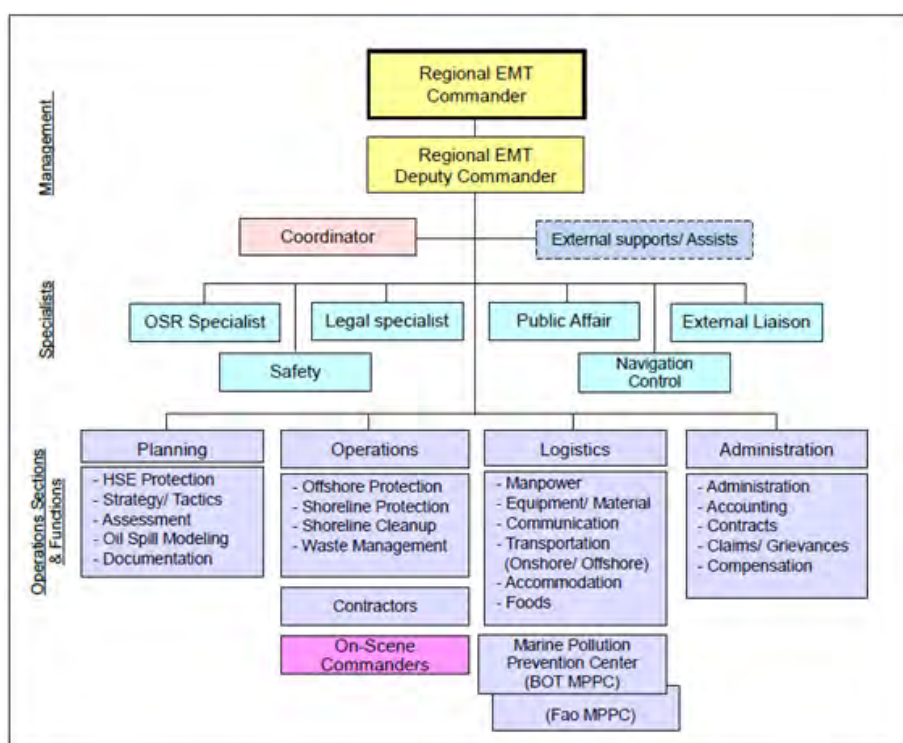 Management
Regional EMT
Commander
Regional EMT
Deputy Commander
Coordinator
External supports/ Assists
Specialists
OSR Specialist
Legal specialist
Public Affair
External Liaison
Safety
Navigation
Control
Operations Sections
& Functions
Planning
- HSE Protection
- Strategy/ Tactics
- Assessment
- Oil Spill Modeling
- Documentation
Operations
- Offshore Protection
- Shoreline Protection
- Shoreline Cleanup
- Waste Management
Contractors
On-Scene
Commanders
Logistics
- Manpower
- Equipment/ Material
- Communication
- Transportation
(Onshore/ Offshore)
- Accommodation
- Foods
Marine Pollution
Prevention Center
(BOT MPPC)
(Fao MPPC)
Administration
- Administration
- Accounting
- Contracts
- Claims/ Grievances
- Compensation